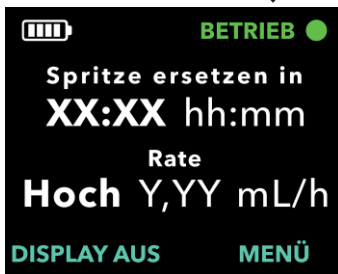 BETRIEB
Spritze ersetzen in
XX:XX hh:mm
Rate
Hoch Y,YY mL/h
DISPLAY AUS MENÜ